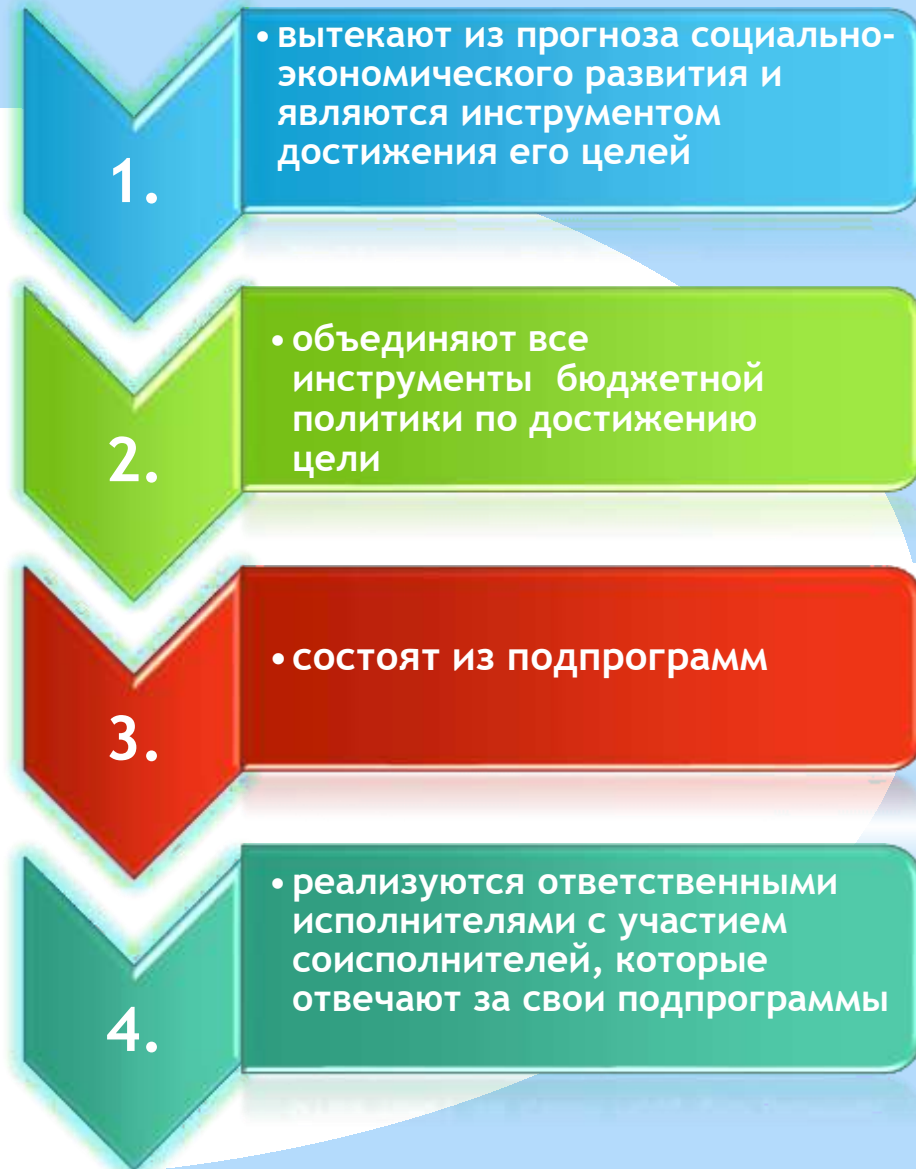 1.
• вытекают из прогноза социально-
экономического развития и
являются инструментом
достижения его целей
2.
• объединяют все
инструменты бюджетной
политики по достижению
цели
3.
• состоят из подпрограмм
4.
• реализуются ответственными
исполнителями с участием
соисполнителей, которые
отвечают за свои подпрограммы